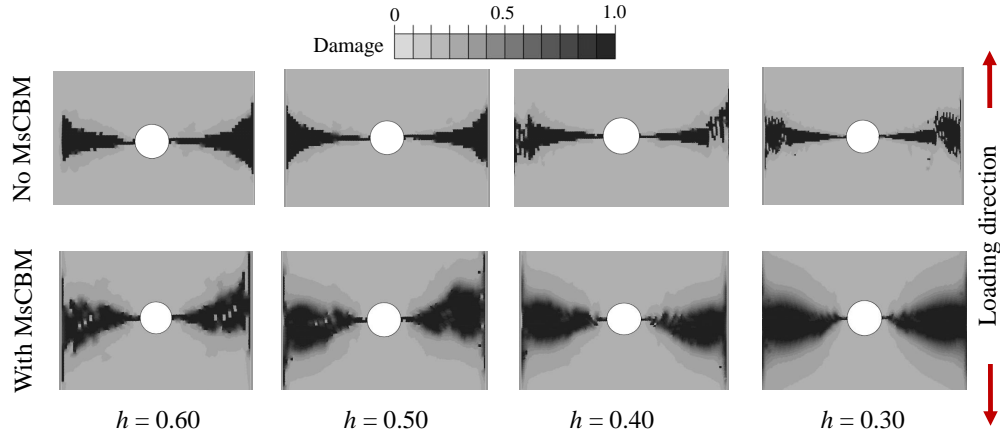 0 0.5 1.0
Damage
No MsCBM
With MsCBM
Loading direction
h = 0.60 h = 0.50 h = 0.40 h = 0.30